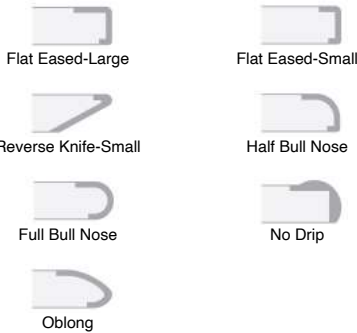 Flat Eased-Large
Flat Eased-Small
Reverse Knife-Small
Half Bull Nose
Full Bull Nose
No Drip
Oblong